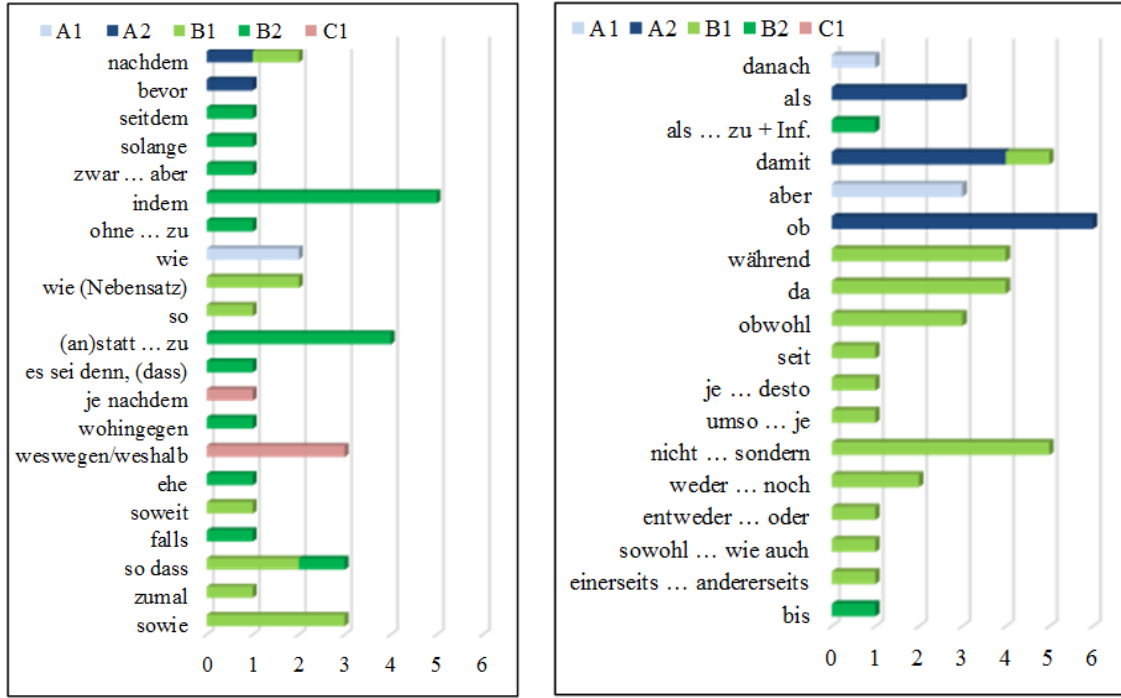 A1 A2 B1 B2 C1
nachdem
bevor
seitdem
solange
zwar … aber
indem
ohne … zu
wie
wie (Nebensatz)
so
(an)statt … zu
es sei denn, (dass)
je nachdem
wohingegen
weswegen/weshalb
ehe
soweit
falls
so dass
zumal
sowie
0 1 2 3 4 5 6
A1 A2 B1 B2 C1
danach
als
als … zu + Inf.
damit
aber
ob
während
da
obwohl
seit
je … desto
umso … je
nicht … sondern
weder … noch
entweder … oder
sowohl … wie auch
einerseits … andererseits
bis
0 1 2 3 4 5 6